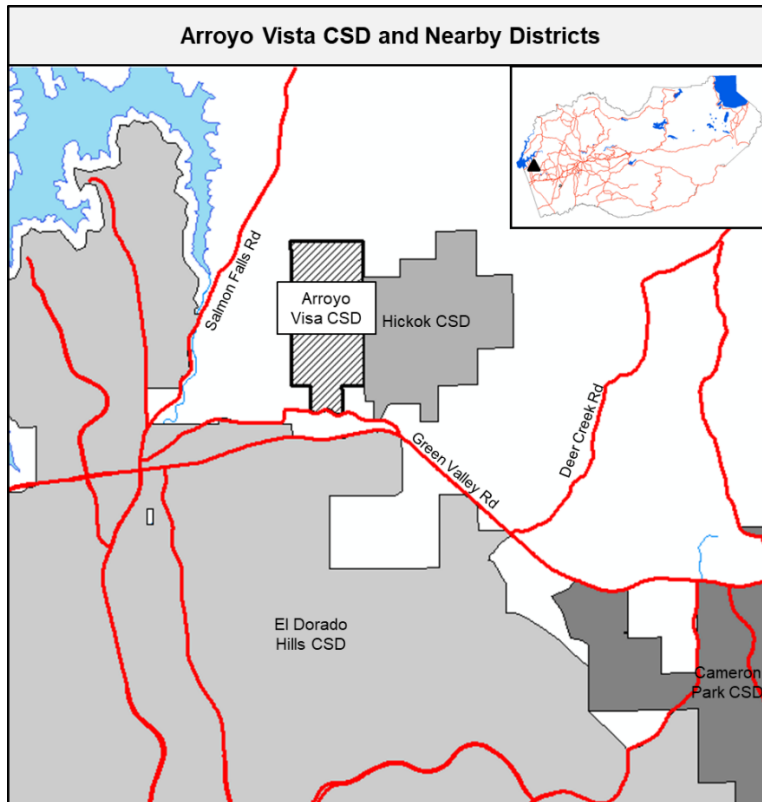 Arroyo Vista CSD and Nearby Districts
Salmon Falls Rd
Arroyo
Visa CSD
Hickok CSD
Deer Creek Rd
Green Valley Rd
El Dorado
Hills CSD
Cameron
Park CSD